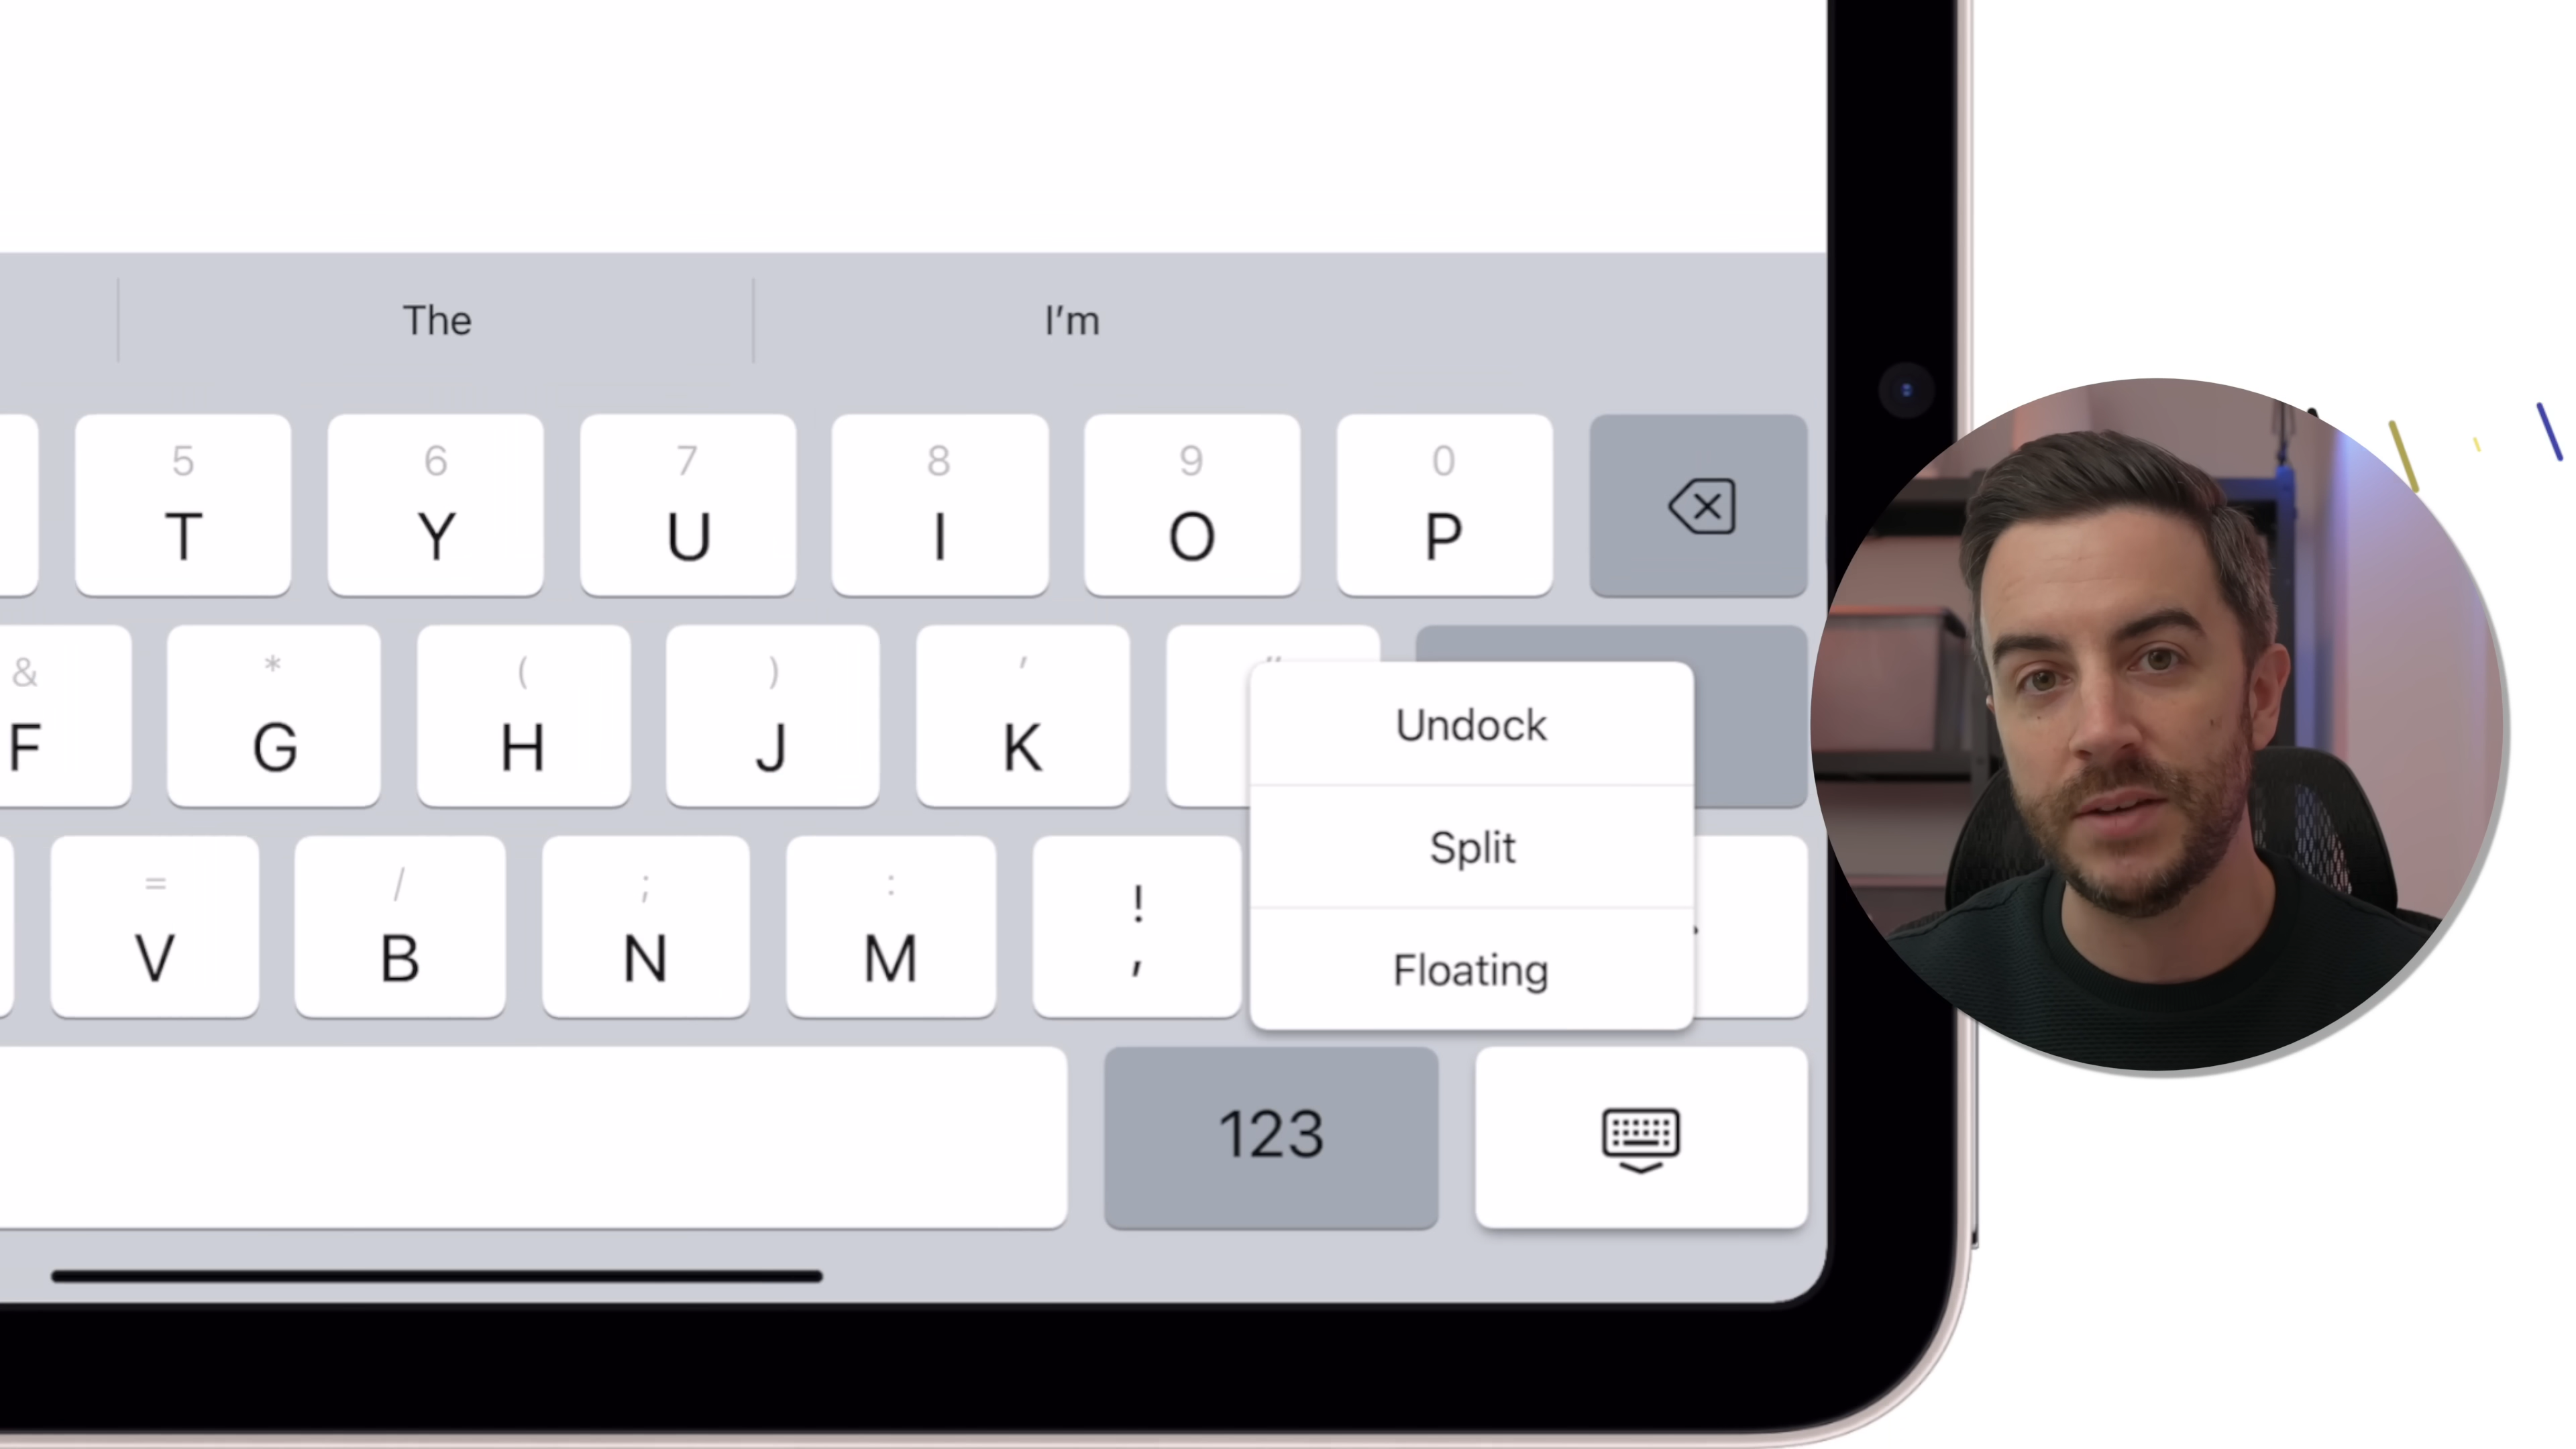 The I’m
5 6 7 8 9 0
T Y U I O P
& * ( ) ′ ″
F G H J K
Undock
Split
Floating
= / ; : !
V B N M ,
123